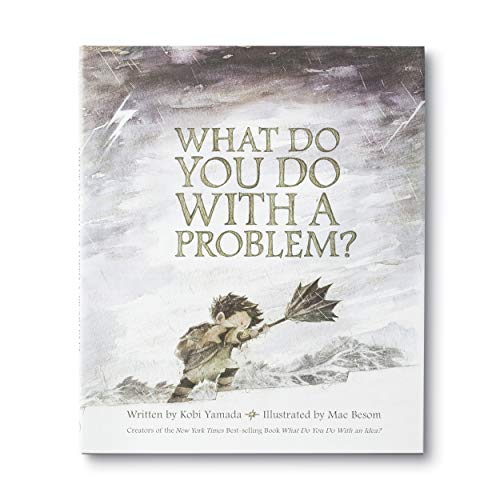 WHAT DO
YOU DO
WITH A
PROBLEM?
Written by Kobi Yamada Illustrated by Mae Besom
Creators of the New York Times Best-selling Book What Do You Do With an Idea?